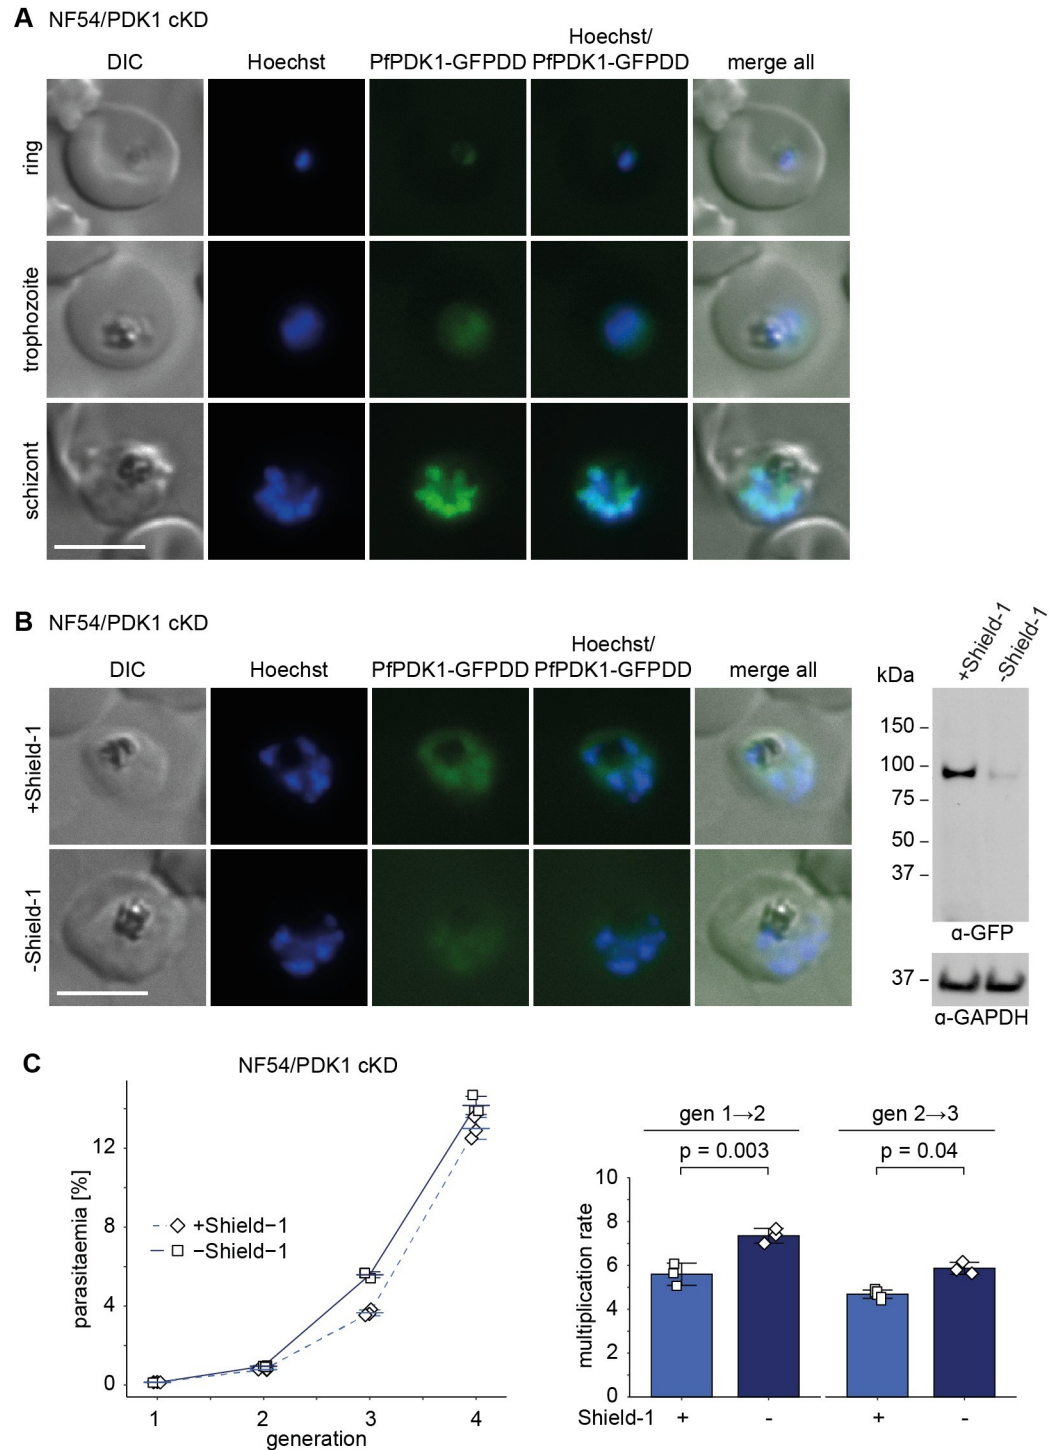 A NF54/PDK1 cKD
DIC Hoechst PfPDK1-GFPDD Hoechst/ PfPDK1-GFPDD merge all
ring
trophozoite
schizont
B NF54/PDK1 cKD
DIC Hoechst PfPDK1-GFPDD Hoechst/ PfPDK1-GFPDD merge all
+Shield-1
-Shield-1
kDa +Shield-1 -Shield-1
150
100
75
50
37
α-GFP
37
α-GAPDH
C NF54/PDK1 cKD
parasitaemia [%]
12
8
4
0
+Shield−1
−Shield−1
1 2 3 4
generation
gen 1→2 gen 2→3
p = 0.003 p = 0.04
multiplication rate
10
8
6
4
2
0
Shield-1 + - + -